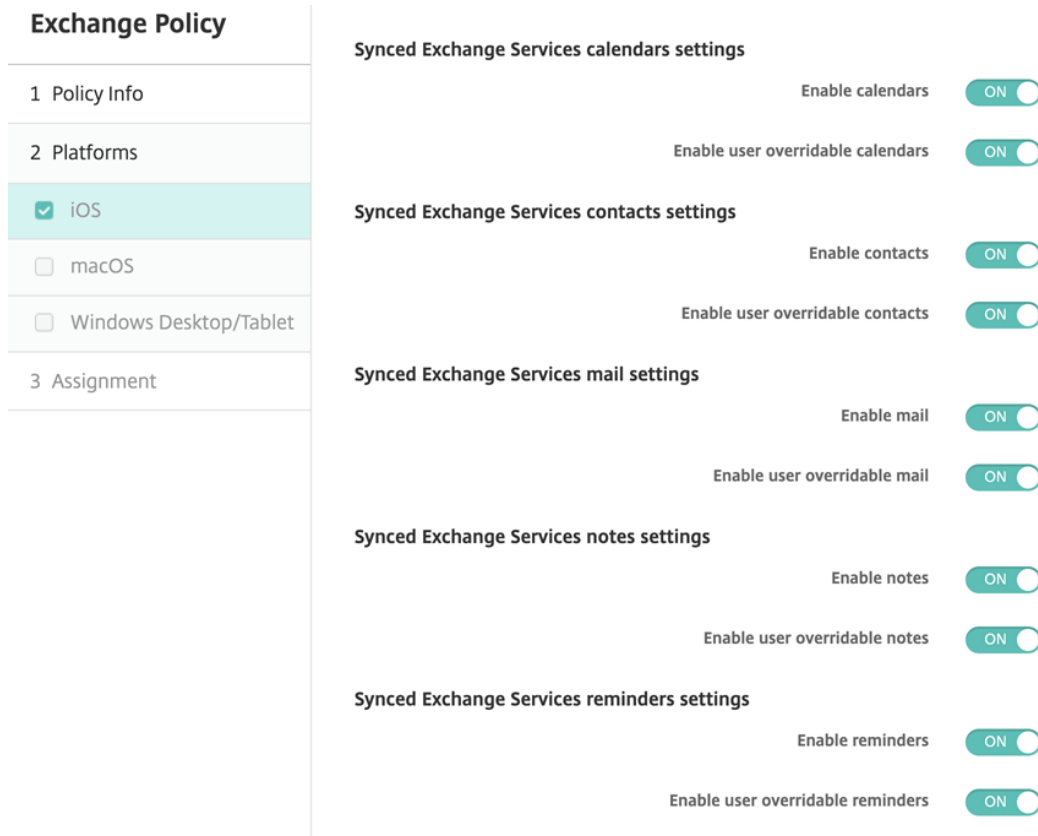 Exchange Policy
1 Policy Info
2 Platforms
iOS
macOS
Windows Desktop/Tablet
3 Assignment
Synced Exchange Services calendars settings
Enable calendars ON
Enable user overridable calendars ON
Synced Exchange Services contacts settings
Enable contacts ON
Enable user overridable contacts ON
Synced Exchange Services mail settings
Enable mail ON
Enable user overridable mail ON
Synced Exchange Services notes settings
Enable notes ON
Enable user overridable notes ON
Synced Exchange Services reminders settings
Enable reminders ON
Enable user overridable reminders ON